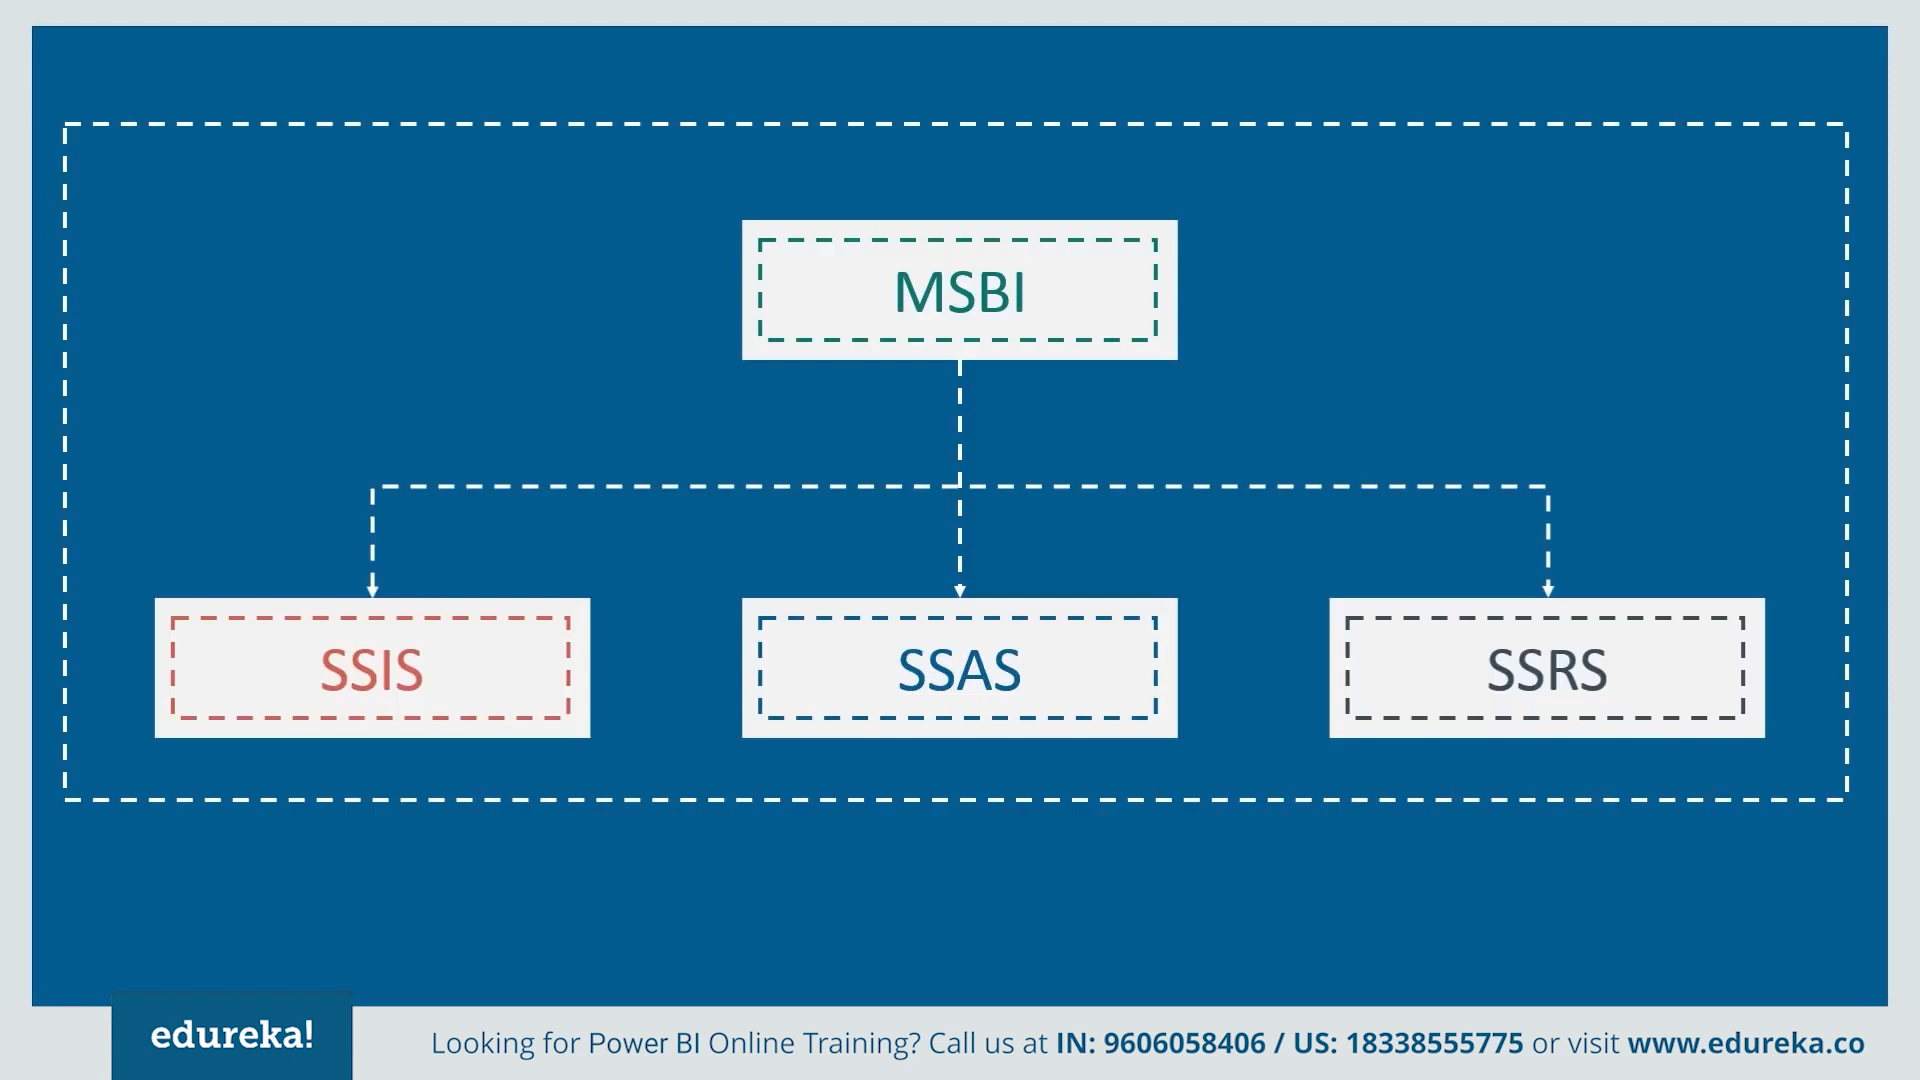 MSBI
SSIS
SSAS
SSRS
edureka!
Looking for Power BI Online Training? Call us at IN: 9606058406 / US: 18338555775 or visit www.edureka.co